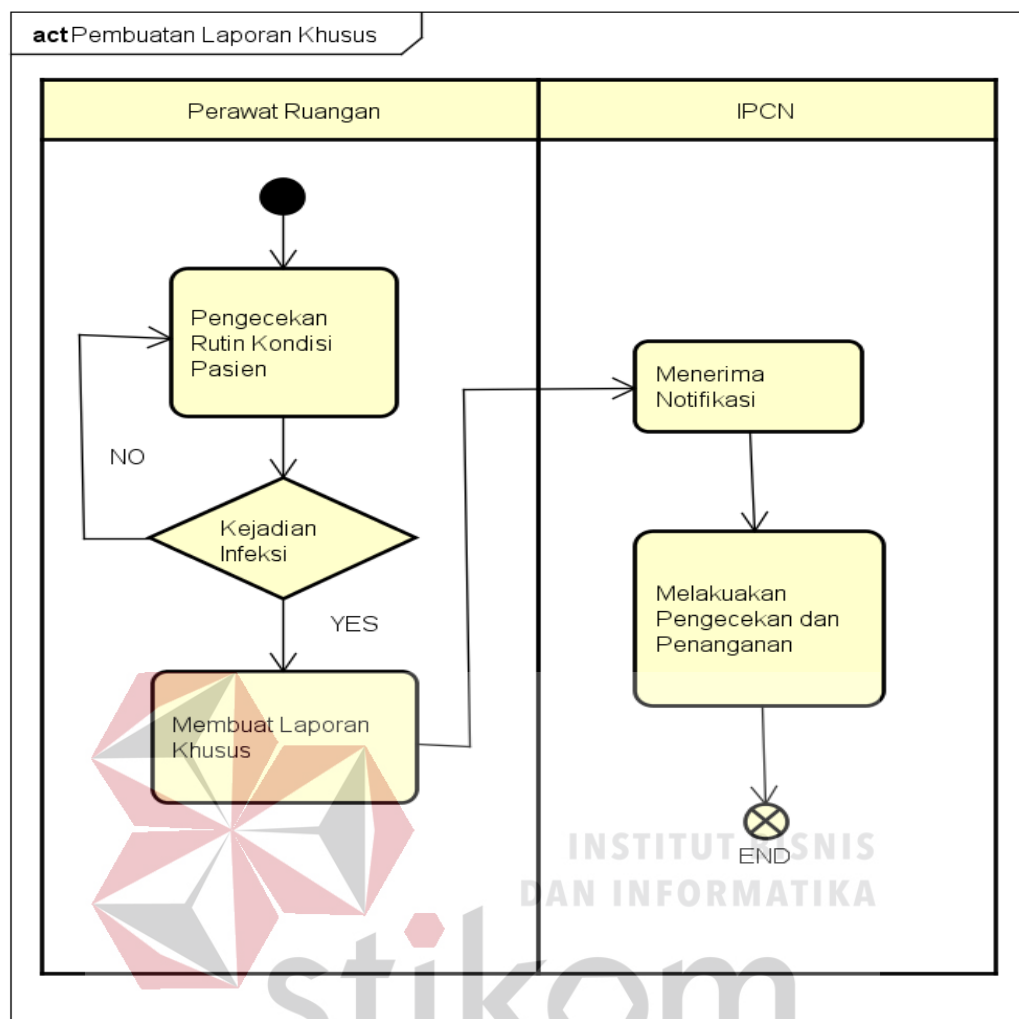 act Pembuatan Laporan Khusus
Perawat Ruangan
IPCN
Pengecekan
Rutin Kondisi
Pasien
NO
Kejadian
Infeksi
YES
Membuat Laporan
Khusus
Menerima
Notifikasi
Melakuakan
Pengecekan dan
Penanganan
END
INSTITUT BISNIS
DAN INFORMATIKA
stikom